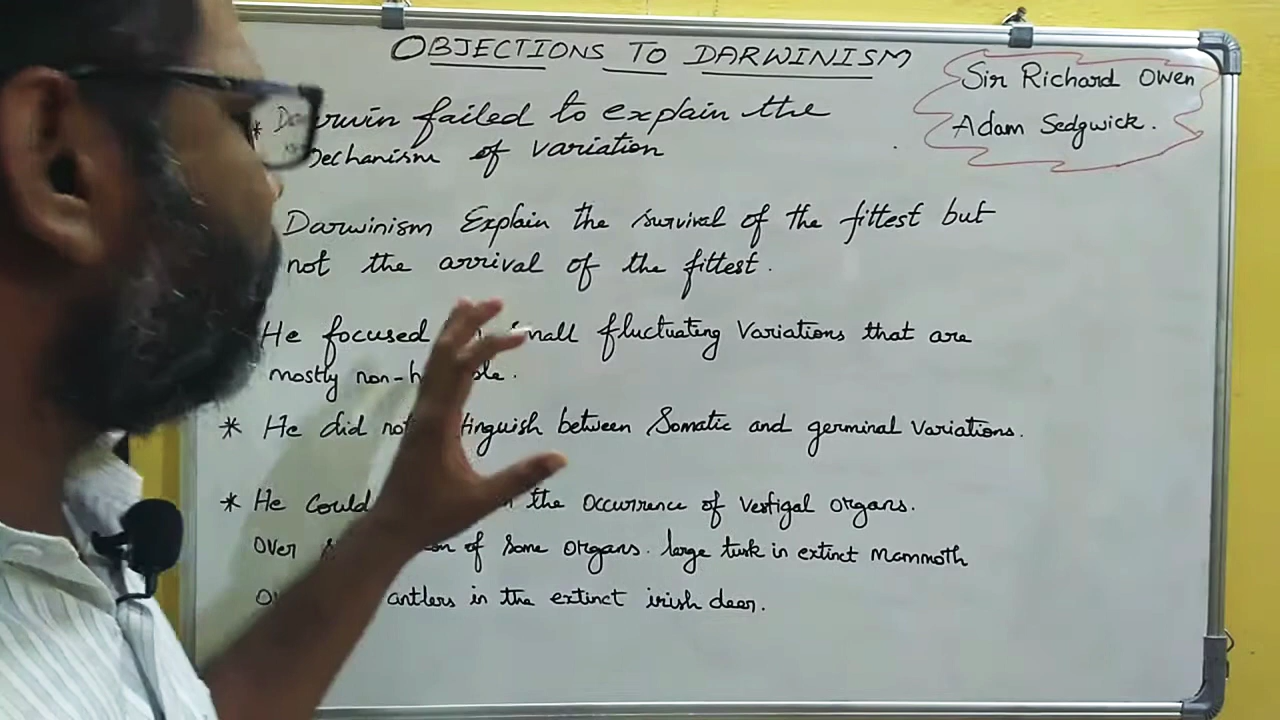 OBJECTIONS TO DARWINISM
Sir Richard Owen
Adam Sedgwick.
* Darwin failed to explain the
mechanism of variation
Darwinism Explain the survival of the fittest but
not the arrival of the fittest.
He focused small fluctuating Variations that are
mostly
* He did not between Somatic and germinal variations.
* He Could the occurrence of vestigal organs.
Over of Some organs. large tusk in extinct mammoth
antlers in the extinct irish deer.